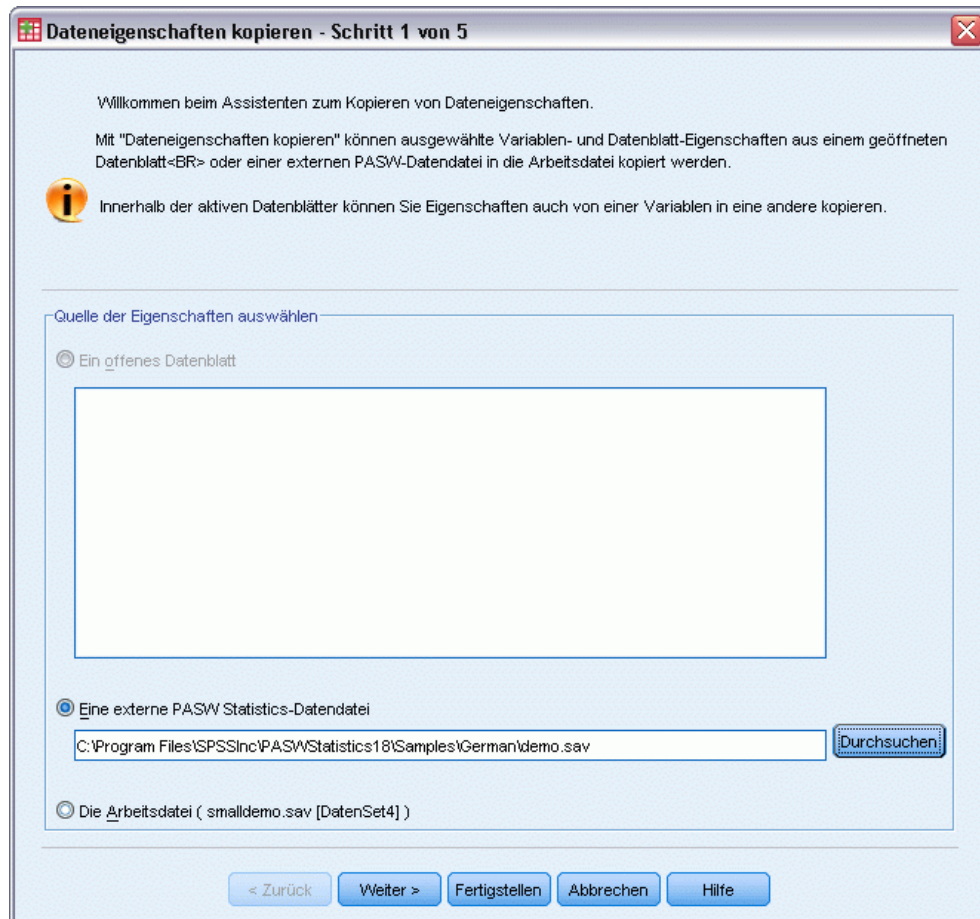 Dateneigenschaften kopieren - Schritt 1 von 5
Willkommen beim Assistenten zum Kopieren von Dateneigenschaften.
Mit "Dateneigenschaften kopieren" können ausgewählte Variablen- und Datenblatt-Eigenschaften aus einem geöffneten
Datenblatt<BR> oder einer externen PASW-Datendatei in die Arbeitsdatei kopiert werden.
Innerhalb der aktiven Datenblätter können Sie Eigenschaften auch von einer Variablen in eine andere kopieren.
Quelle der Eigenschaften auswählen
Ein offenes Datenblatt
Eine externe PASW Statistics-Datendatei
C:\Program Files\SPSSInc\PASWStatistics18\Samples\German\demo.sav
Durchsuchen
Die Arbeitsdatei ( smalldemo.sav [DatenSet4] )
< Zurück
Weiter >
Fertigstellen
Abbrechen
Hilfe